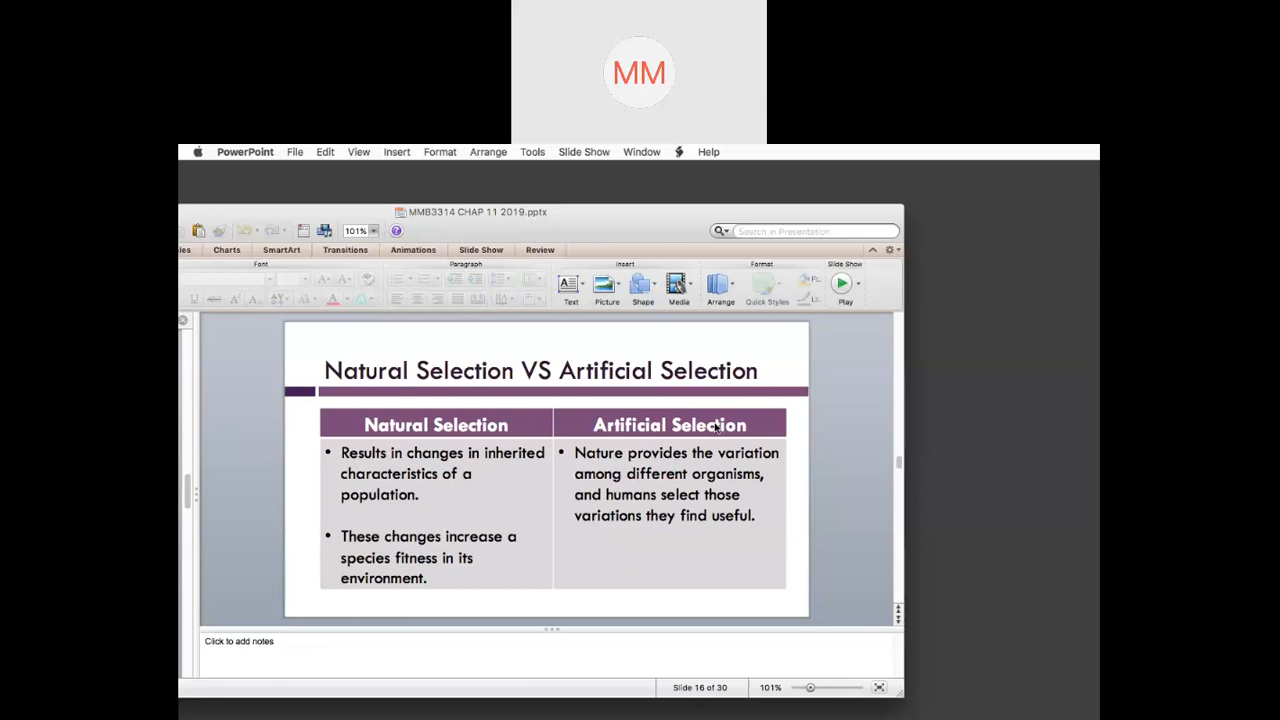 MM
PowerPoint File Edit View Insert Format Arrange Tools Slide Show Window Help
MMB3314 CHAP 11 2019.pptx
101%
Search in Presentation
Charts SmartArt Transitions Animations Slide Show Review
Font Paragraph Insert Format Slide Show
Text Picture Shape Media Arrange Quick Styles Play
Natural Selection VS Artificial Selection
Natural Selection
• Results in changes in inherited
characteristics of a
population.
• These changes increase a
species fitness in its
environment.
Artificial Selection
• Nature provides the variation
among different organisms,
and humans select those
variations they find useful.
Click to add notes
Slide 16 of 30
101%